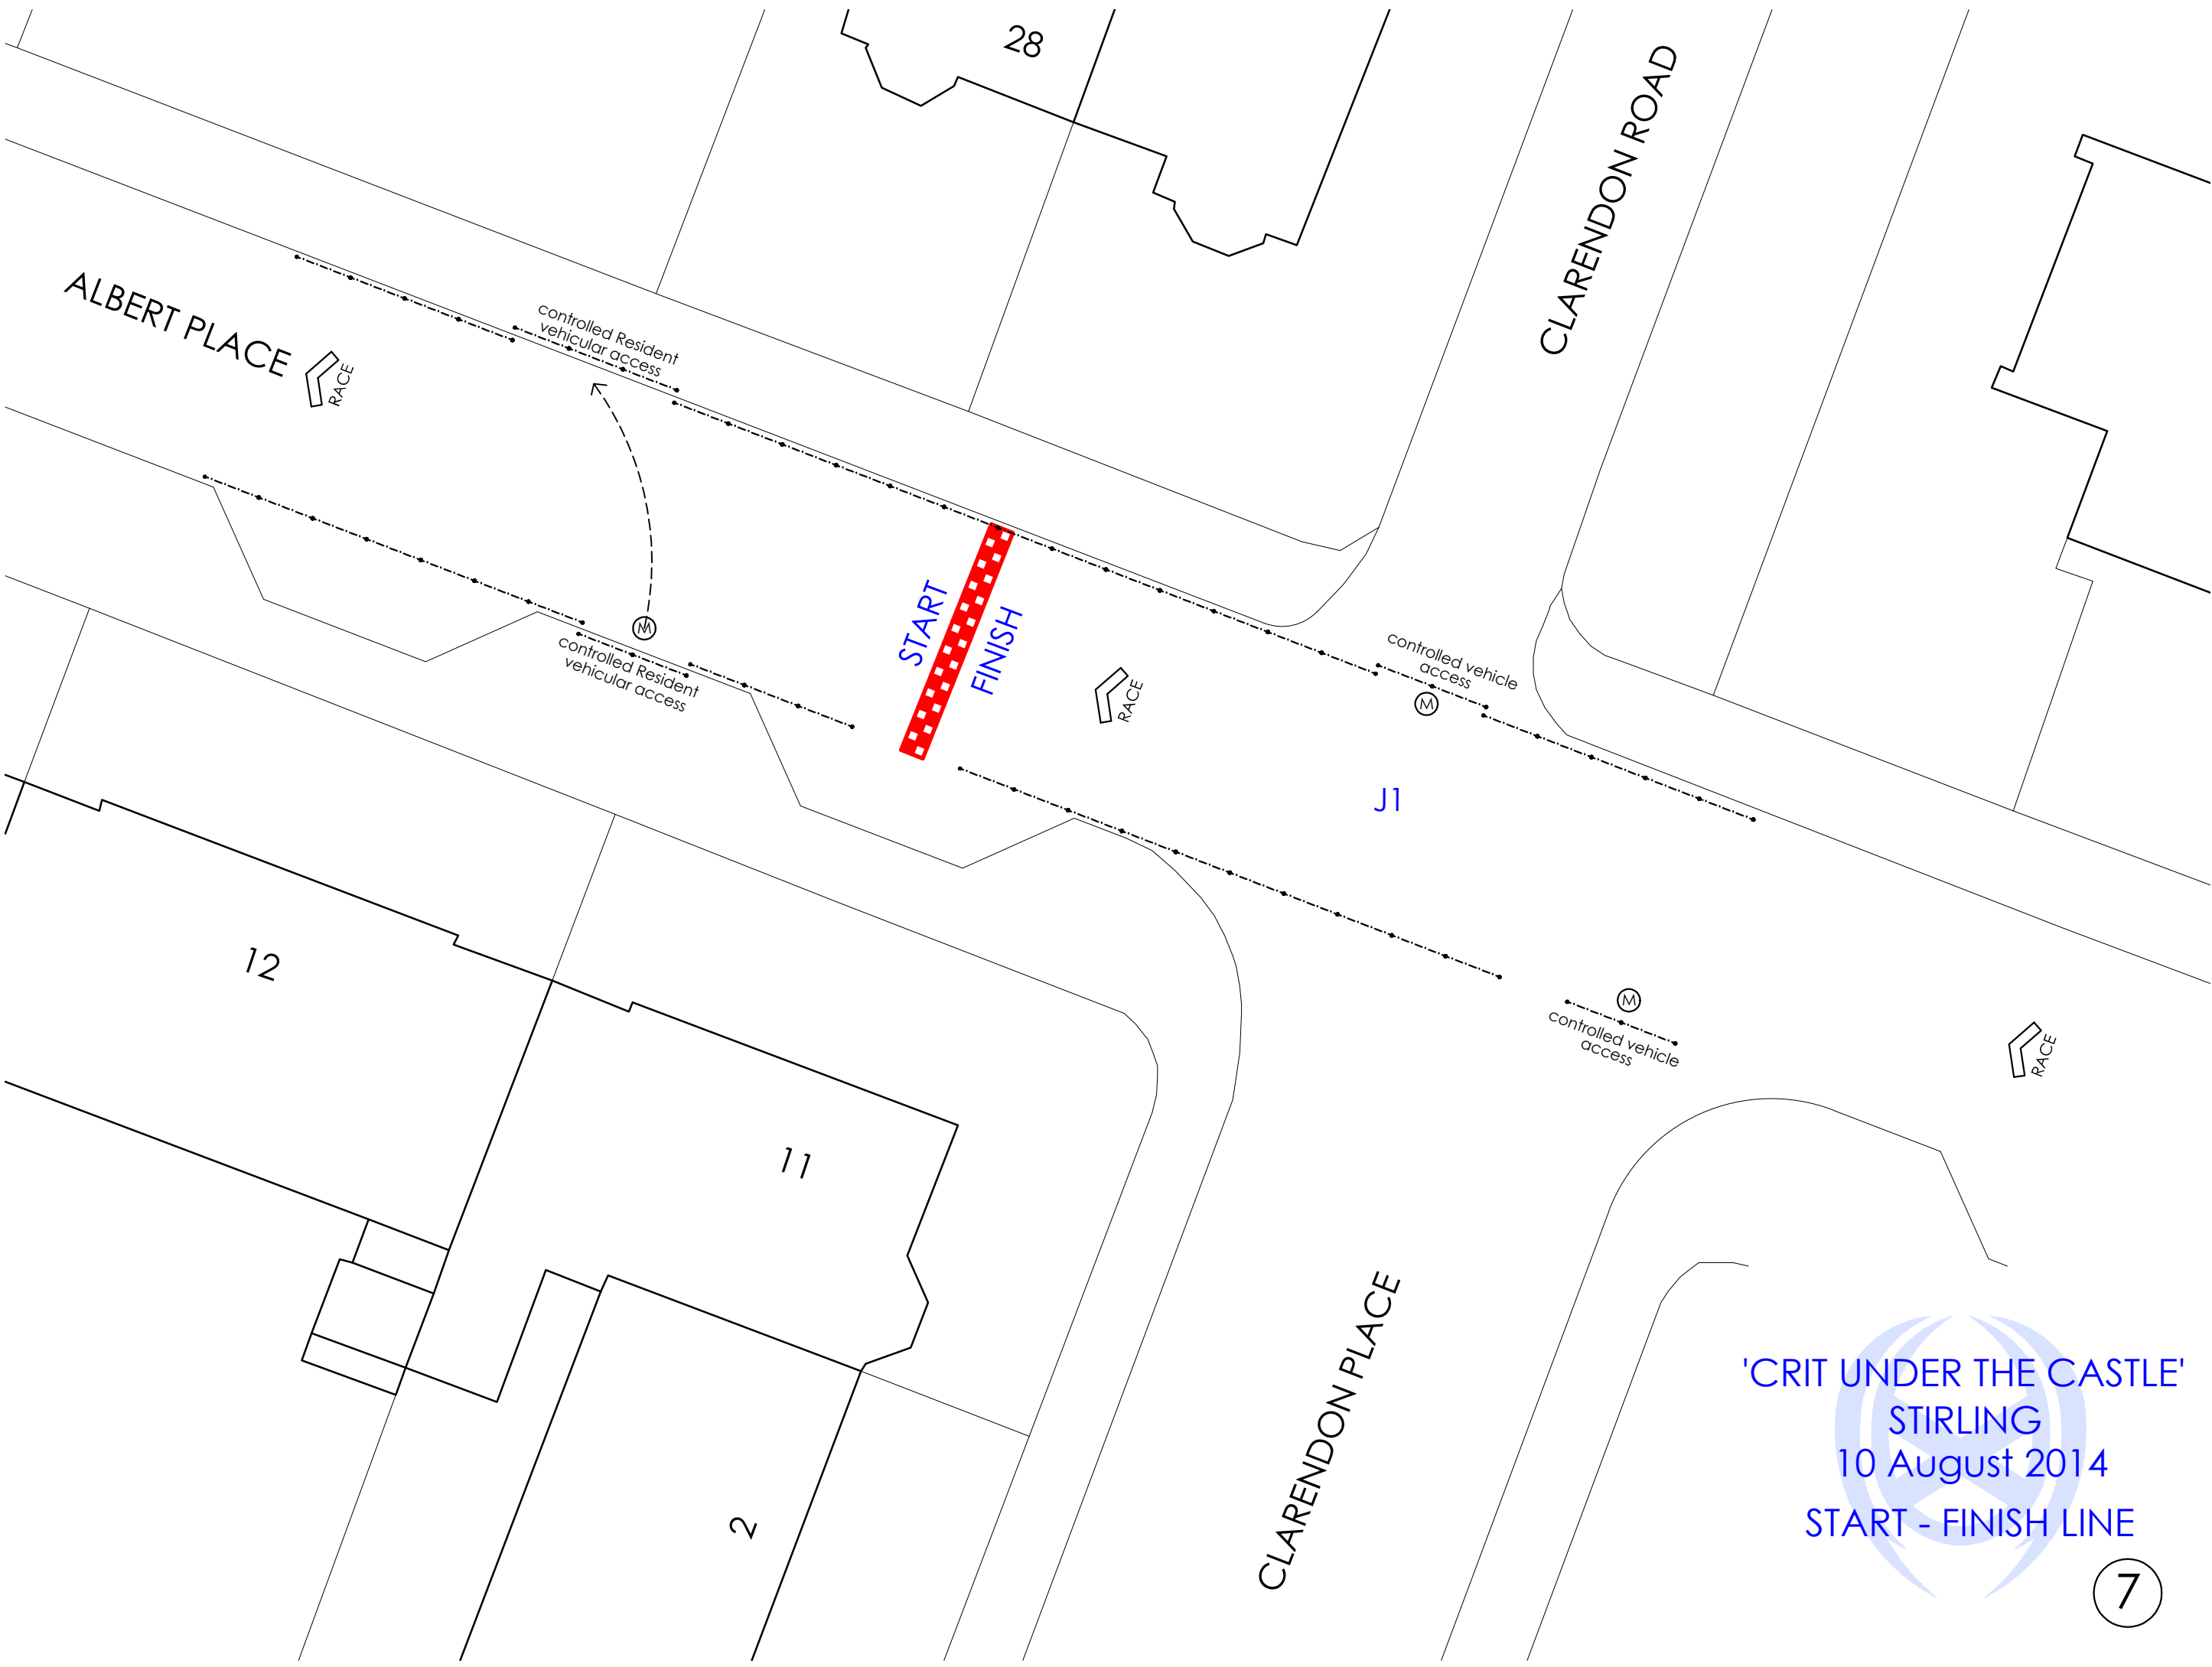 28
CLARENDON ROAD
ALBERT PLACE
RACE
controlled Resident
vehicular access
START
FINISH
M
controlled Resident
vehicular access
RACE
controlled vehicle
access
M
J1
12
M
controlled vehicle
access
RACE
11
CLARENDON PLACE
2
'CRIT UNDER THE CASTLE'
STIRLING
10 August 2014
START - FINISH LINE
7